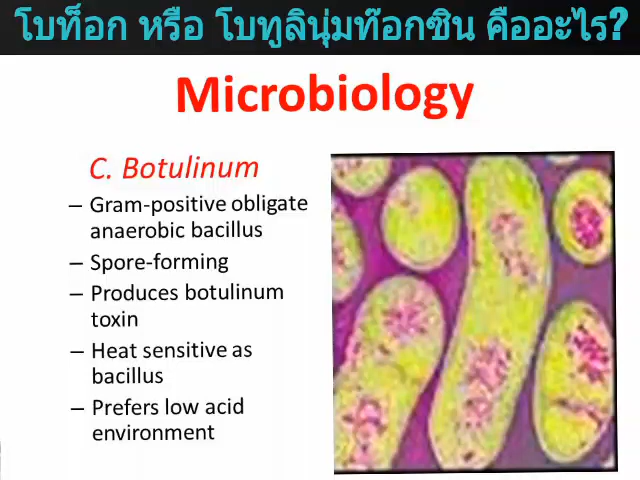 โบท็อก หรือ โบทูลินุ่มท๊อกซิน คืออะไร?
Microbiology
C. Botulinum
– Gram-positive obligate
anaerobic bacillus
– Spore-forming
– Produces botulinum
toxin
– Heat sensitive as
bacillus
– Prefers low acid
environment